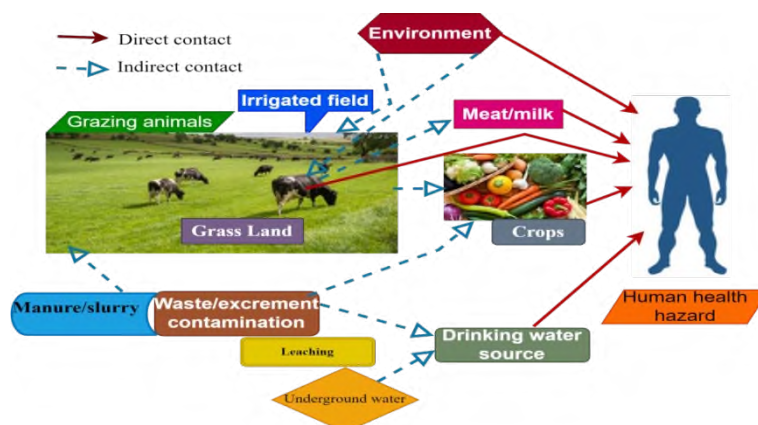 Direct contact
Indirect contact
Environment
Irrigated field
Grazing animals
Meat/milk
Grass Land
Crops
Manure/slurry
Waste/excrement
contamination
Leaching
Underground water
Drinking water
source
Human health
hazard